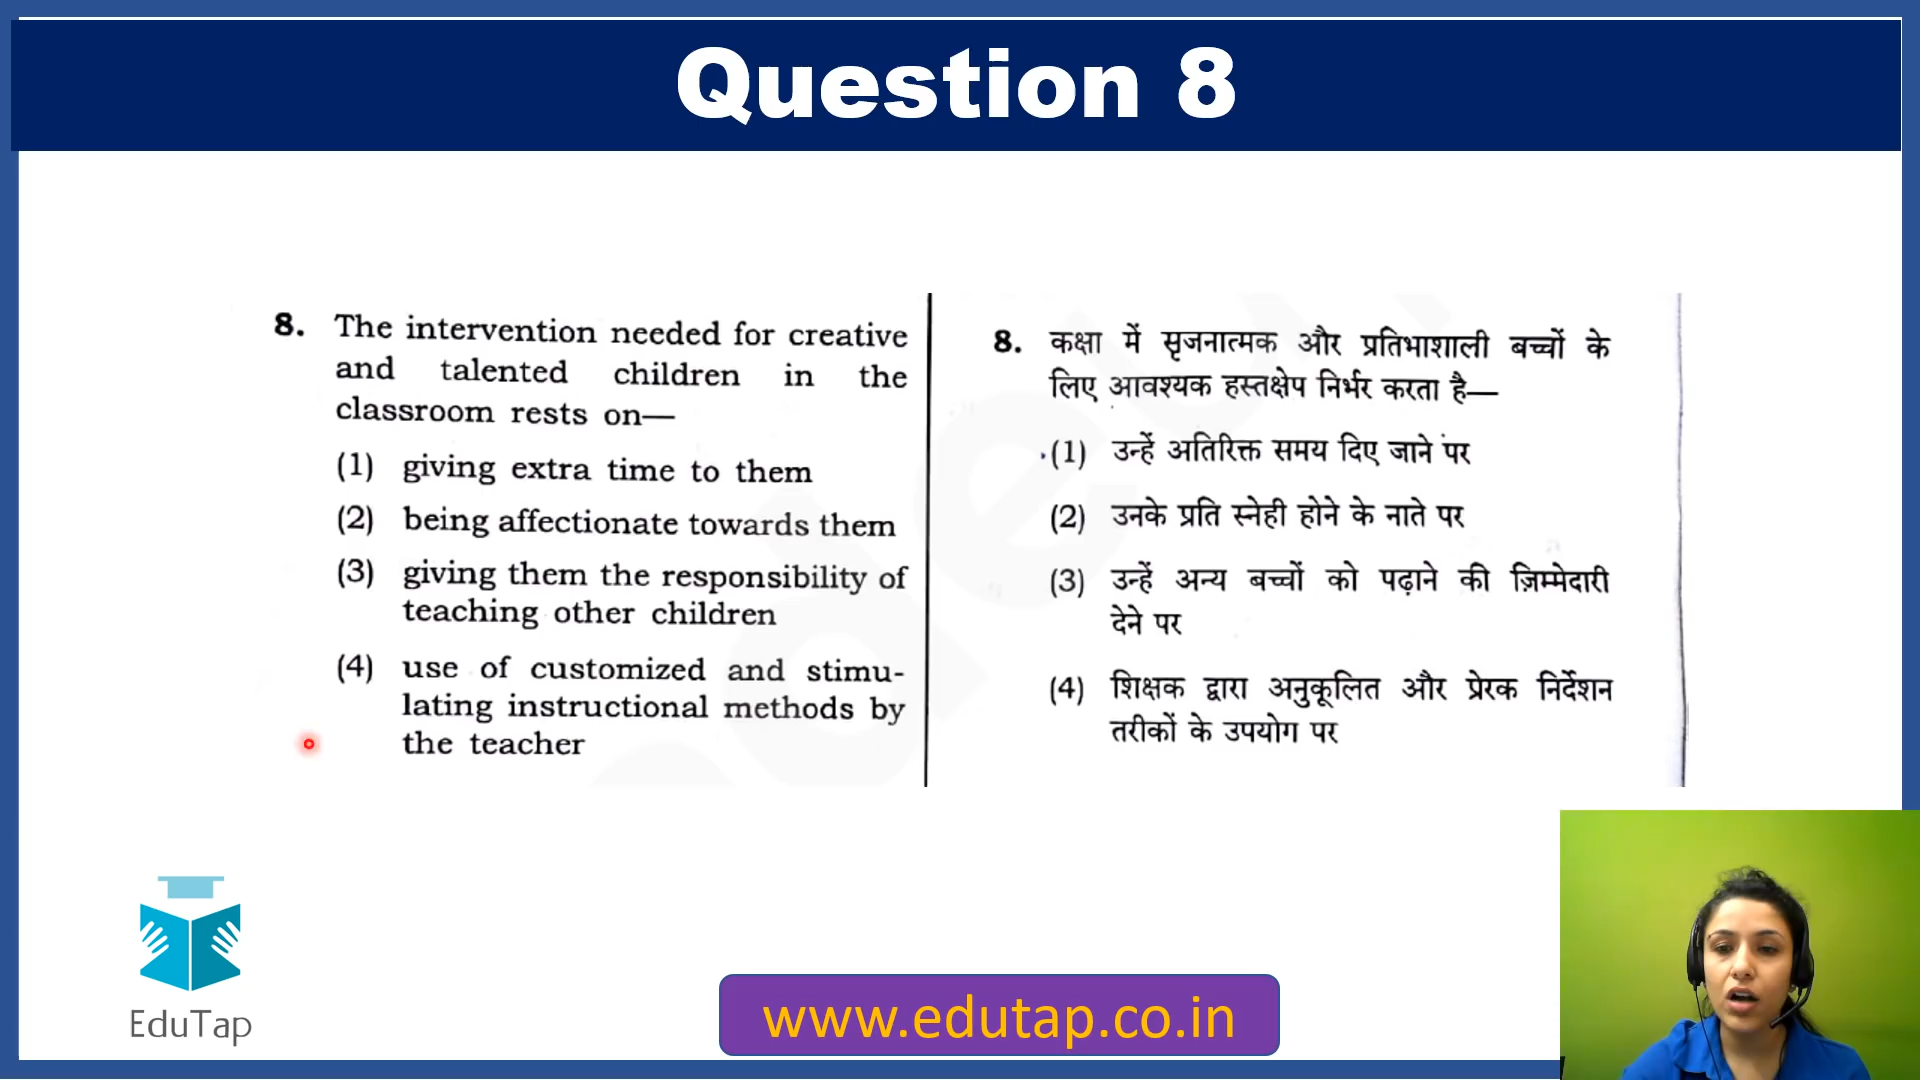 Question 8
8. The intervention needed for creative
and talented children in the
classroom rests on—
(1) giving extra time to them
(2) being affectionate towards them
(3) giving them the responsibility of
teaching other children
(4) use of customized and stimu-
lating instructional methods by
the teacher
8. कक्षा में सृजनात्मक और प्रतिभाशाली बच्चों के
लिए आवश्यक हस्तक्षेप निर्भर करता है—
(1) उन्हें अतिरिक्त समय दिए जाने पर
(2) उनके प्रति स्नेही होने के नाते पर
(3) उन्हें अन्य बच्चों को पढ़ाने की ज़िम्मेदारी
देने पर
(4) शिक्षक द्वारा अनुकूलित और प्रेरक निर्देशन
तरीकों के उपयोग पर
EduTap
www.edutap.co.in